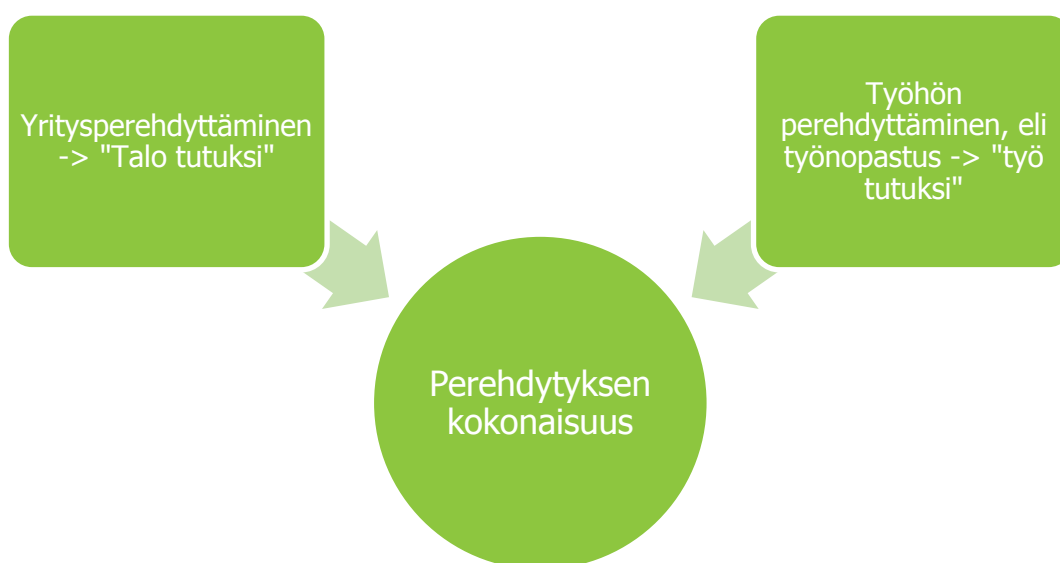 Yritysperehdyttäminen
-> "Talo tutuksi"
Työhön
perehdyttäminen, eli
työnopastus -> "työ
tutuksi"
Perehdytyksen
kokonaisuus